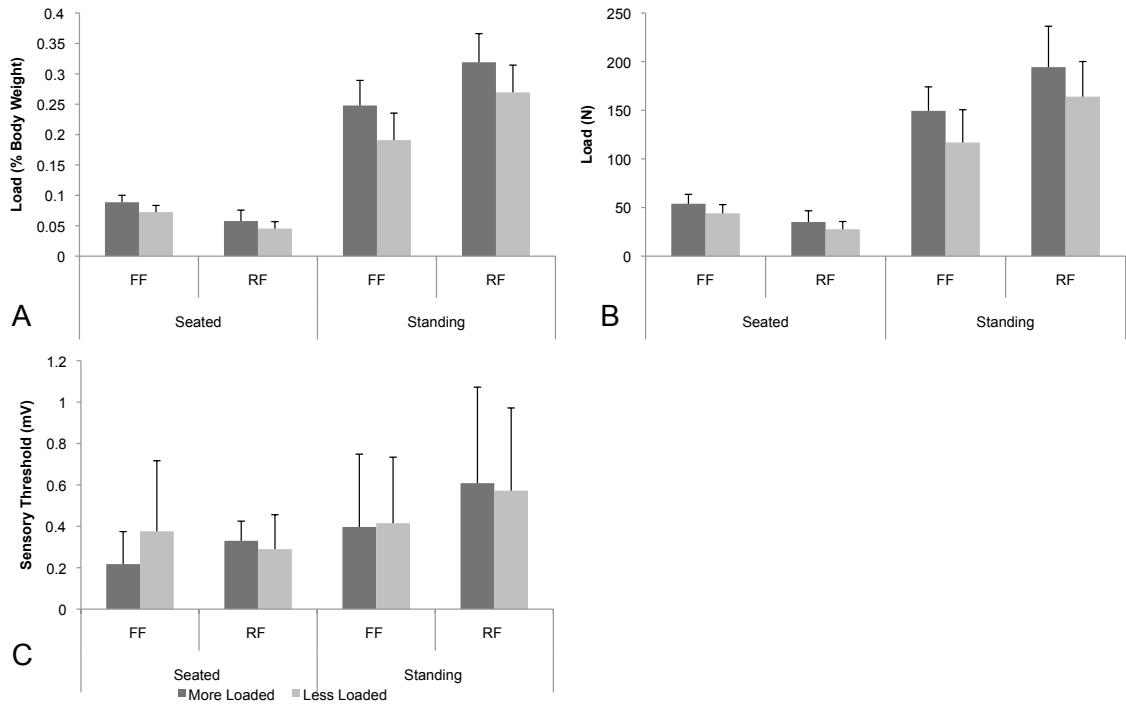 Load (% Body Weight)
0.4
0.35
0.3
0.25
0.2
0.15
0.1
0.05
0
FF RF FF RF
Seated Standing
A
Load (N)
250
200
150
100
50
0
FF RF FF RF
Seated Standing
B
Sensory Threshold (mV)
1.2
1
0.8
0.6
0.4
0.2
0
FF RF FF RF
Seated Standing
C
More Loaded Less Loaded